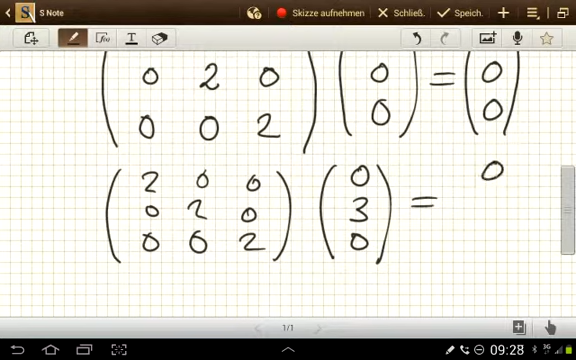 S Note
Skizze aufnehmen
Schließ.
Speich.
f(x)
T
0 2 0 0 = 0
0 0 2 0 0
2 0 0 0 0
0 2 0 3 =
0 0 2 0
1/1
3G
09:28